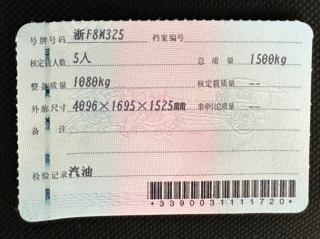 号牌号码 浙F8M325 档案编号
核定载人数 5人 总质量 1500kg
整备质量 1080kg 核定载质量 --
外廓尺寸 4096×1695×1525mm 准牵引总质量 --
备注
检验记录 汽油
*3390031111720*